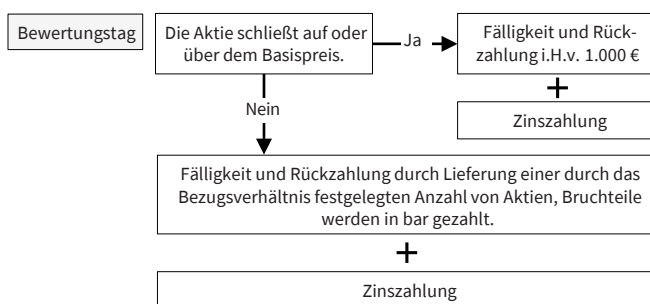 Bewertungstag
Die Aktie schließt auf oder
über dem Basispreis.
Ja
Fälligkeit und Rück-
zahlung i.H.v. 1.000 €
+
Zinszahlung
Nein
Fälligkeit und Rückzahlung durch Lieferung einer durch das
Bezugsverhältnis festgelegten Anzahl von Aktien, Bruchteile
werden in bar gezahlt.
+
Zinszahlung